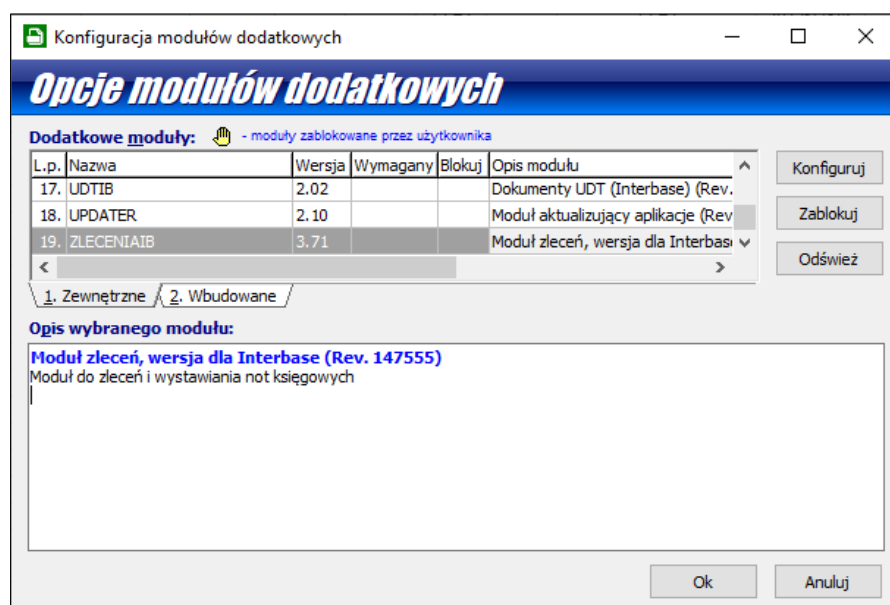 Konfiguracja modułów dodatkowych
Opcje modułów dodatkowych
Dodatkowe moduły: - moduły zablokowane przez użytkownika
L.p. Nazwa Wersja Wymagany Blokuj Opis modułu
17. UDTIB 2.02 Dokumenty UDT (Interbase) (Rev.
18. UPDATER 2.10 Moduł aktualizujący aplikacje (Rev
19. ZLECENIAIB 3.71 Moduł zleceń, wersja dla Interbas
Konfiguruj
Zablokuj
Odśwież
1. Zewnętrzne 2. Wbudowane
Opis wybranego modułu:
Moduł zleceń, wersja dla Interbase (Rev. 147555)
Moduł do zleceń i wystawiania not księgowych
Ok Anuluj